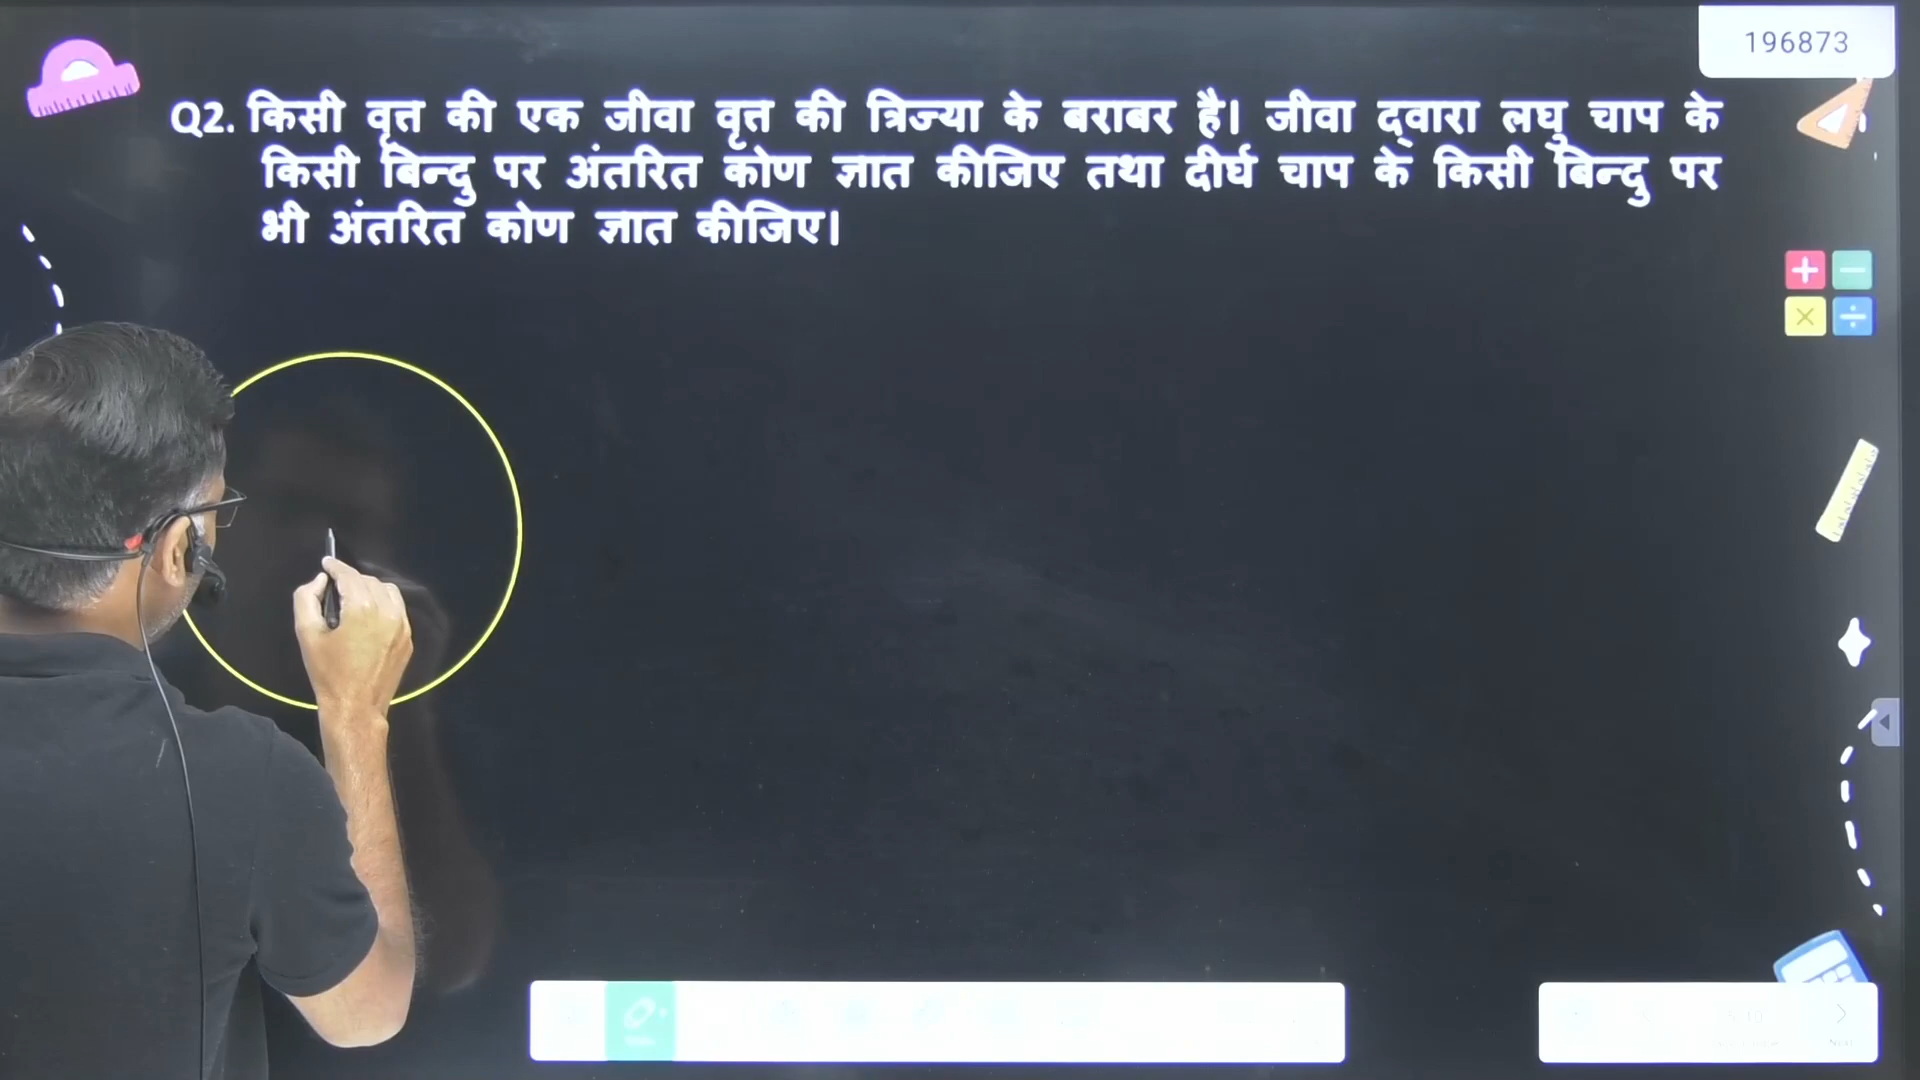 196873
Q2. किसी वृत्त की एक जीवा वृत्त की त्रिज्या के बराबर है। जीवा द्वारा लघु चाप के
किसी बिन्दु पर अंतरित कोण ज्ञात कीजिए तथा दीर्घ चाप के किसी बिन्दु पर
भी अंतरित कोण ज्ञात कीजिए।